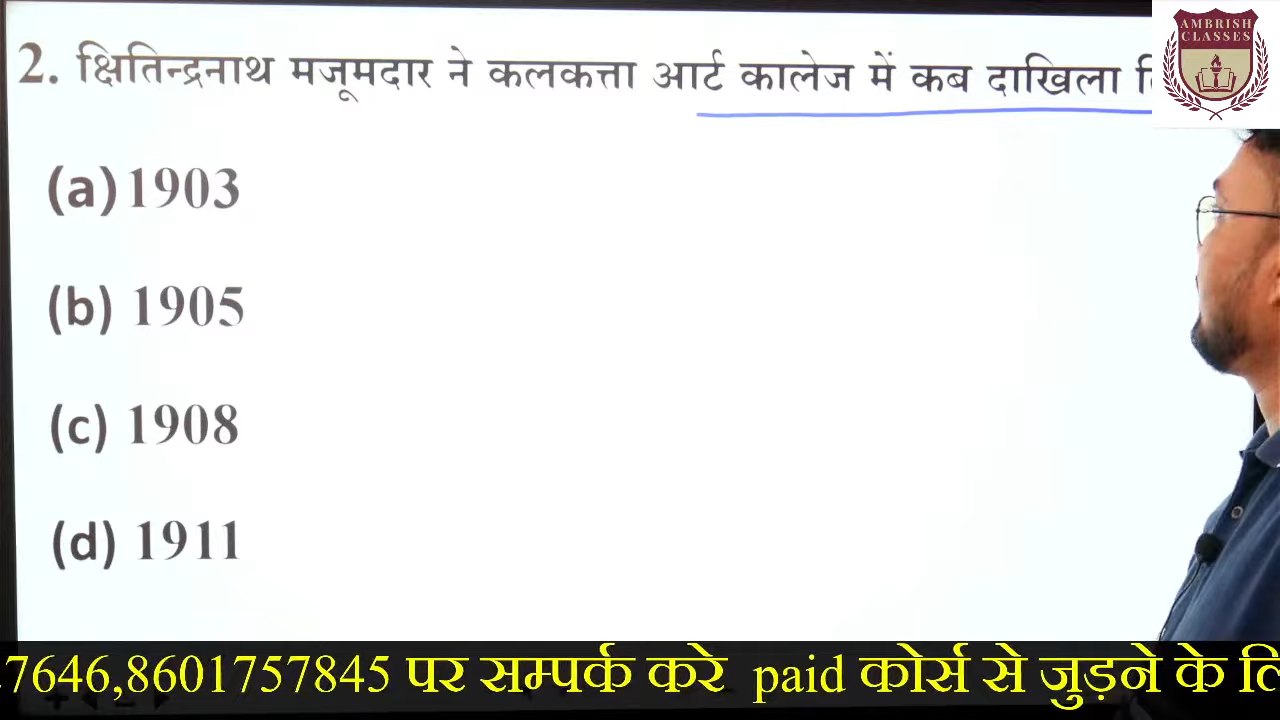 AMBRISH
CLASSES
2. क्षितिन्द्रनाथ मजूमदार ने कलकत्ता आर्ट कालेज में कब दाखिला
(a) 1903
(b) 1905
(c) 1908
(d) 1911
7646,8601757845 पर सम्पर्क करे paid कोर्स से जुड़ने के